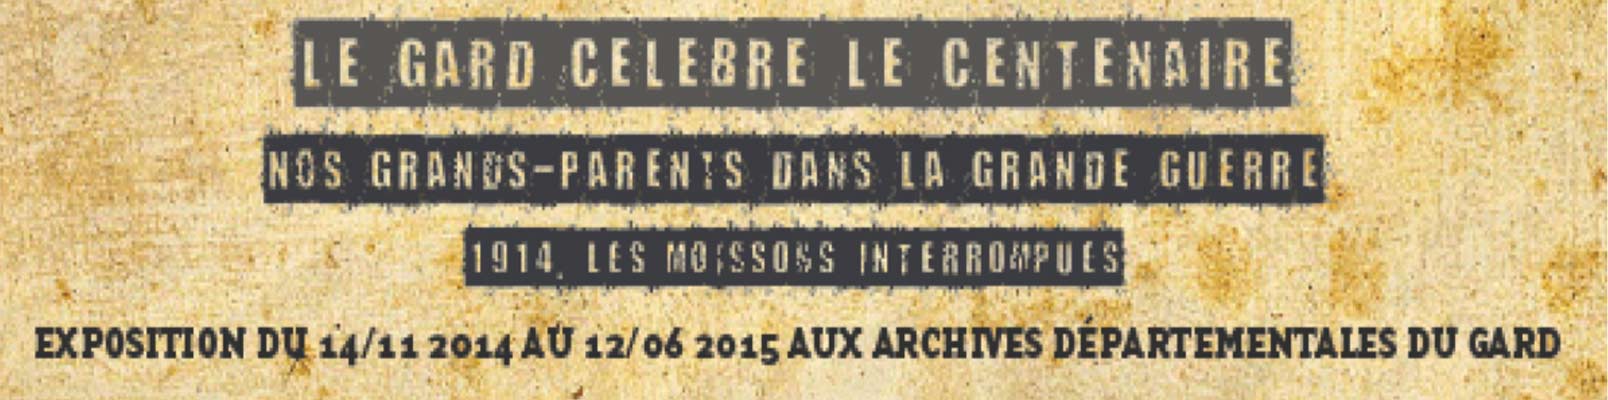 LE GARD CELEBRE LE CENTENAIRE
NOS GRANDS-PARENTS DANS LA GRANDE GUERRE
1914, LES MOISSONS INTERROMPUES
EXPOSITION DU 14/11 2014 AU 12/06 2015 AUX ARCHIVES DÉPARTEMENTALES DU GARD